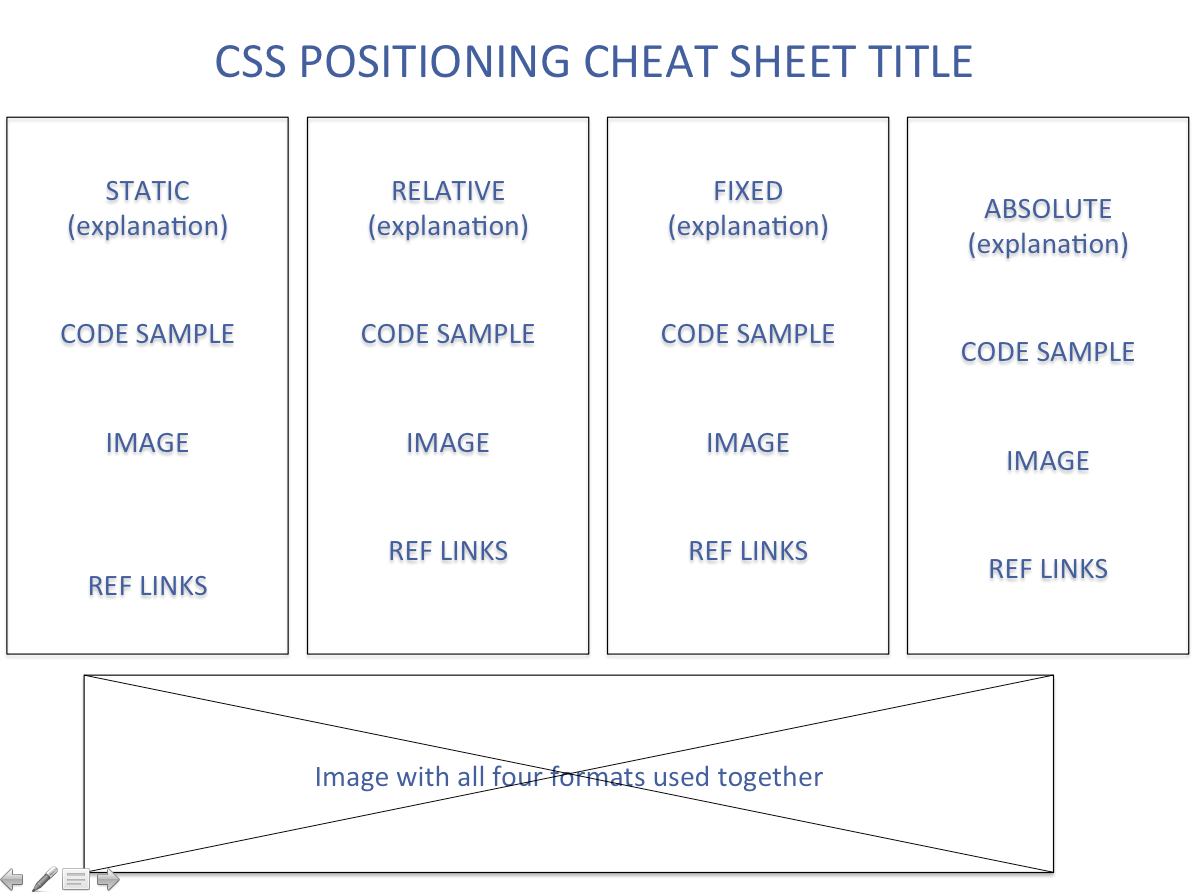 CSS POSITIONING CHEAT SHEET TITLE
STATIC
(explanation)
CODE SAMPLE
IMAGE
REF LINKS
RELATIVE
(explanation)
CODE SAMPLE
IMAGE
REF LINKS
FIXED
(explanation)
CODE SAMPLE
IMAGE
REF LINKS
ABSOLUTE
(explanation)
CODE SAMPLE
IMAGE
REF LINKS
Image with all four formats used together